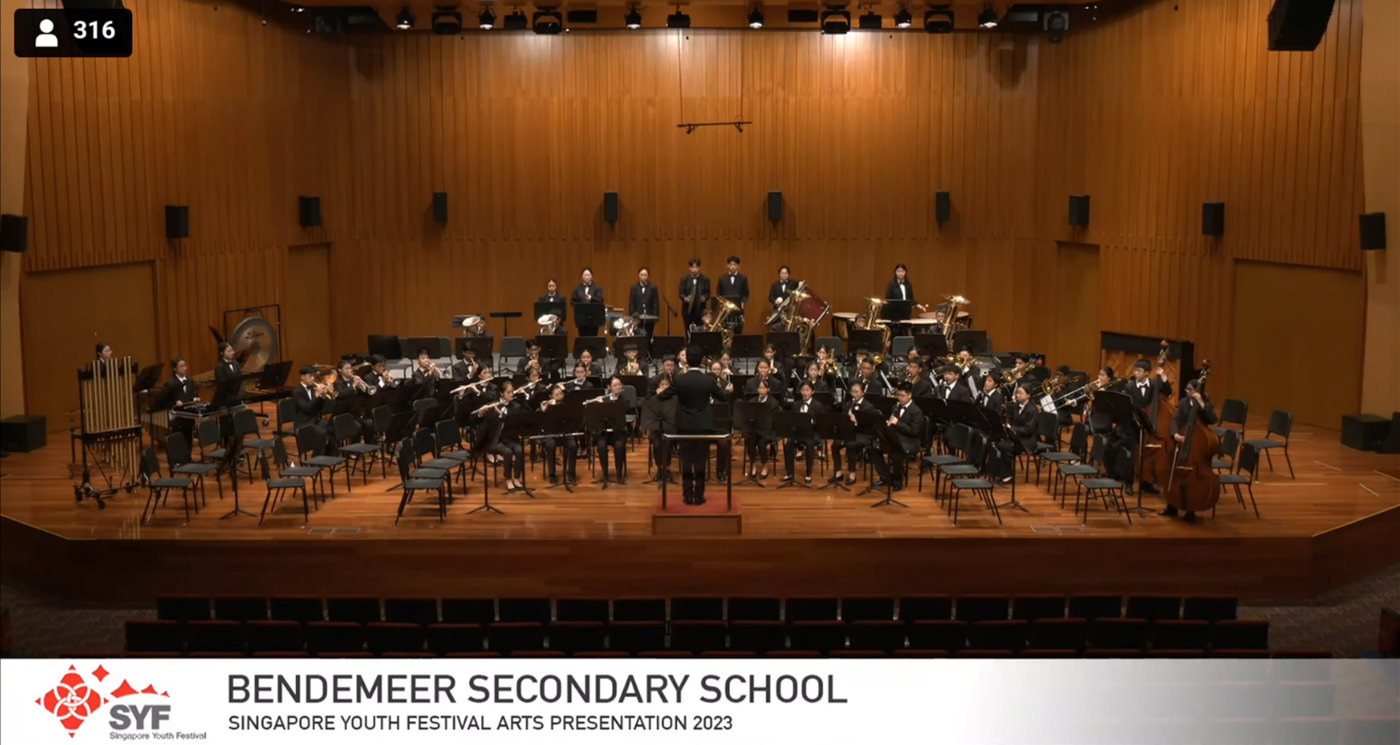 316
BENDEMEER SECONDARY SCHOOL
SINGAPORE YOUTH FESTIVAL ARTS PRESENTATION 2023
SYF
Singapore Youth Festival